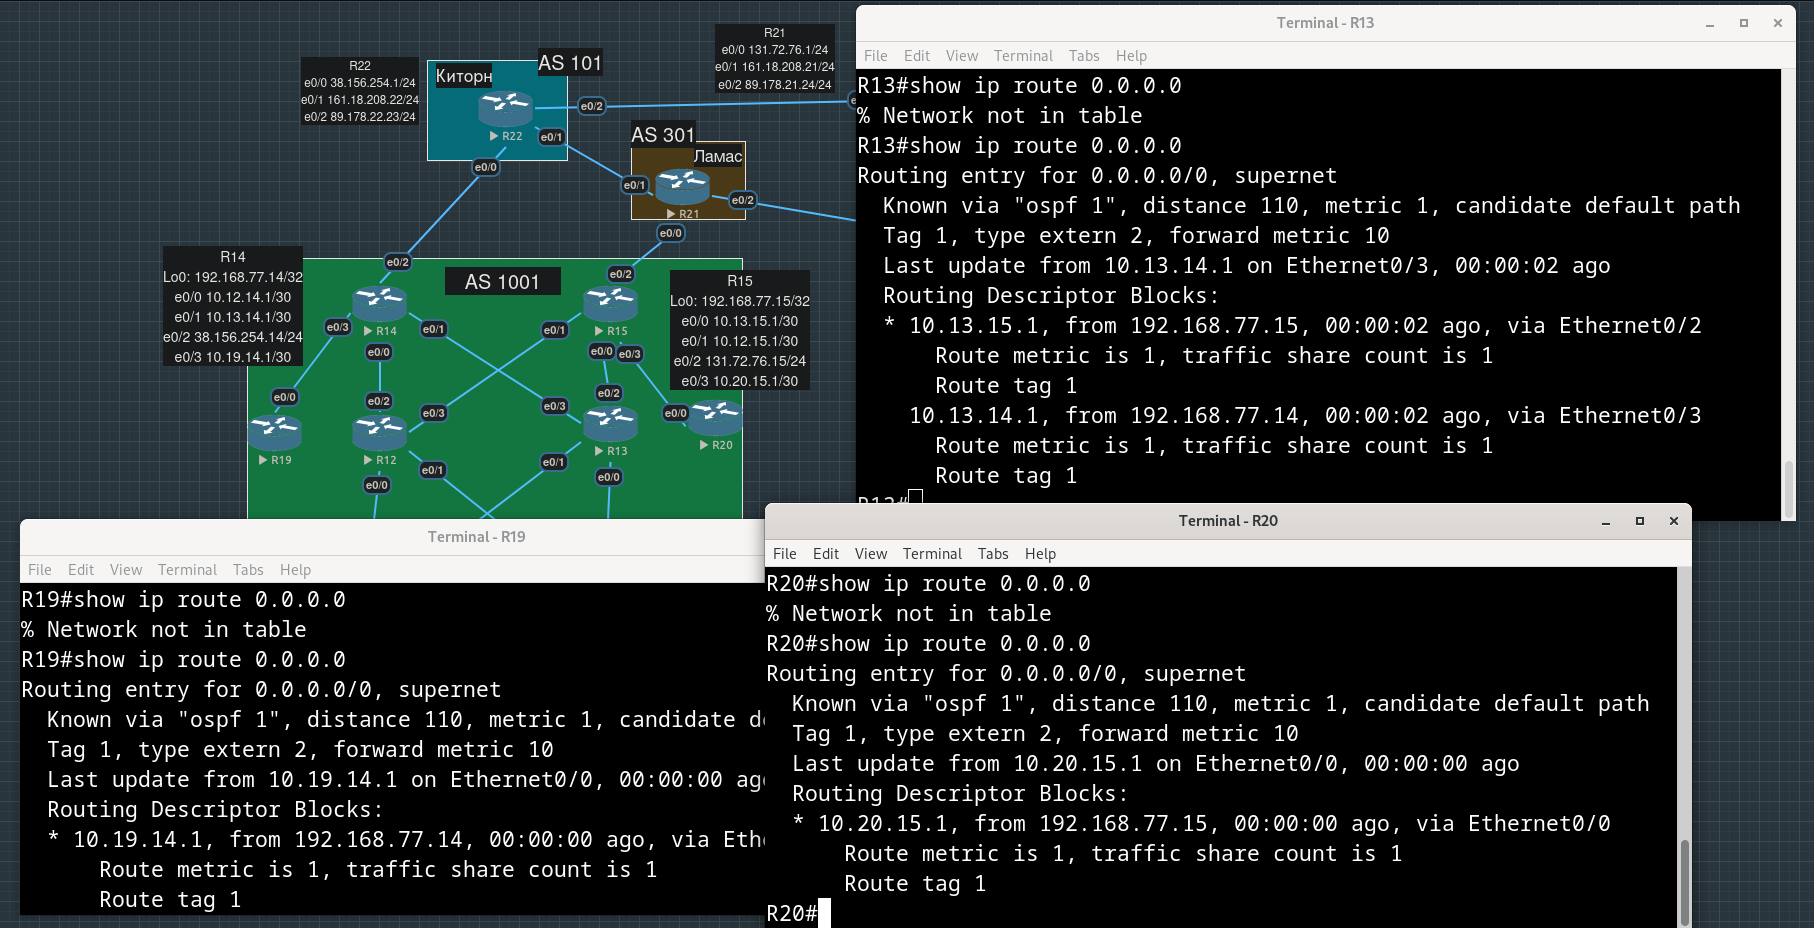 R22
e0/0 38.156.254.1/24
e0/1 161.18.208.22/24
e0/2 89.178.22.23/24
Киторн
AS 101
R22
e0/2
e0/1
e0/0
R21
e0/0 131.72.76.1/24
e0/1 161.18.208.21/24
e0/2 89.178.21.24/24
AS 301
Ламас
e0/1
e0/2
R21
e0/0
R14
Lo0: 192.168.77.14/32
e0/0 10.12.14.1/30
e0/1 10.13.14.1/30
e0/2 38.156.254.14/24
e0/3 10.19.14.1/30
AS 1001
e0/2
e0/2
R15
Lo0: 192.168.77.15/32
e0/0 10.13.15.1/30
e0/1 10.12.15.1/30
e0/2 131.72.76.15/24
e0/3 10.20.15.1/30
R14
R15
e0/3
e0/1
e0/1
e0/0
e0/0
e0/3
e0/0
e0/2
e0/3
e0/3
e0/2
e0/0
R19
R12
R13
R20
e0/1
e0/1
e0/0
e0/0
Terminal - R13
File Edit View Terminal Tabs Help
R13#show ip route 0.0.0.0
% Network not in table
R13#show ip route 0.0.0.0
Routing entry for 0.0.0.0/0, supernet
Known via "ospf 1", distance 110, metric 1, candidate default path
Tag 1, type extern 2, forward metric 10
Last update from 10.13.14.1 on Ethernet0/3, 00:00:02 ago
Routing Descriptor Blocks:
* 10.13.15.1, from 192.168.77.15, 00:00:02 ago, via Ethernet0/2
Route metric is 1, traffic share count is 1
Route tag 1
10.13.14.1, from 192.168.77.14, 00:00:02 ago, via Ethernet0/3
Route metric is 1, traffic share count is 1
Route tag 1
R13#
Terminal - R19
File Edit View Terminal Tabs Help
R19#show ip route 0.0.0.0
% Network not in table
R19#show ip route 0.0.0.0
Routing entry for 0.0.0.0/0, supernet
Known via "ospf 1", distance 110, metric 1, candidate
Tag 1, type extern 2, forward metric 10
Last update from 10.19.14.1 on Ethernet0/0, 00:00:00
Routing Descriptor Blocks:
* 10.19.14.1, from 192.168.77.14, 00:00:00 ago, via
Route metric is 1, traffic share count is 1
Route tag 1
Terminal - R20
File Edit View Terminal Tabs Help
R20#show ip route 0.0.0.0
% Network not in table
R20#show ip route 0.0.0.0
Routing entry for 0.0.0.0/0, supernet
Known via "ospf 1", distance 110, metric 1, candidate default path
Tag 1, type extern 2, forward metric 10
Last update from 10.20.15.1 on Ethernet0/0, 00:00:00 ago
Routing Descriptor Blocks:
* 10.20.15.1, from 192.168.77.15, 00:00:00 ago, via Ethernet0/0
Route metric is 1, traffic share count is 1
Route tag 1
R20#